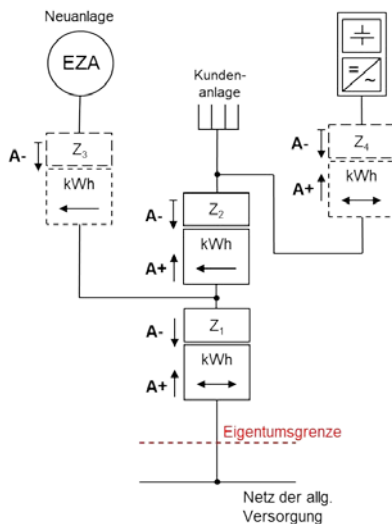 Neuanlage
EZA
Kunden-
anlage
=
~
A-
Z3
kWh
A-
Z4
A+
kWh
A-
Z2
A+
kWh
A-
Z1
A+
kWh
Eigentumsgrenze
Netz der allg.
Versorgung